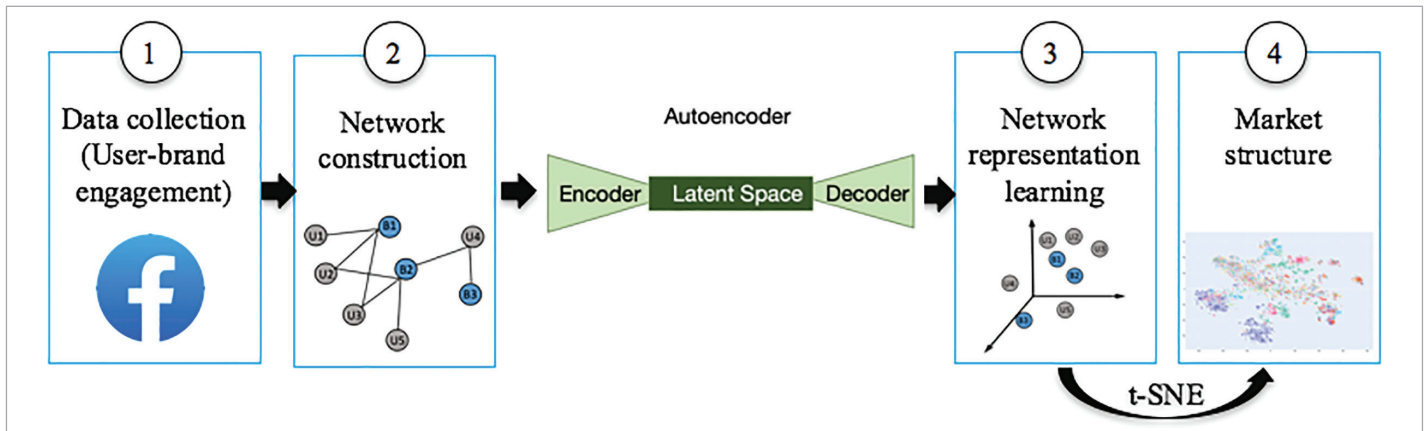 1
Data collection
(User-brand
engagement)
2
Network
construction
U1
B1
U4
U2
B2
B3
U3
U5
Autoencoder
Encoder
Latent Space
Decoder
3
Network
representation
learning
U1
U2
U3
B1
B2
U4
U5
B3
4
Market
structure
t-SNE